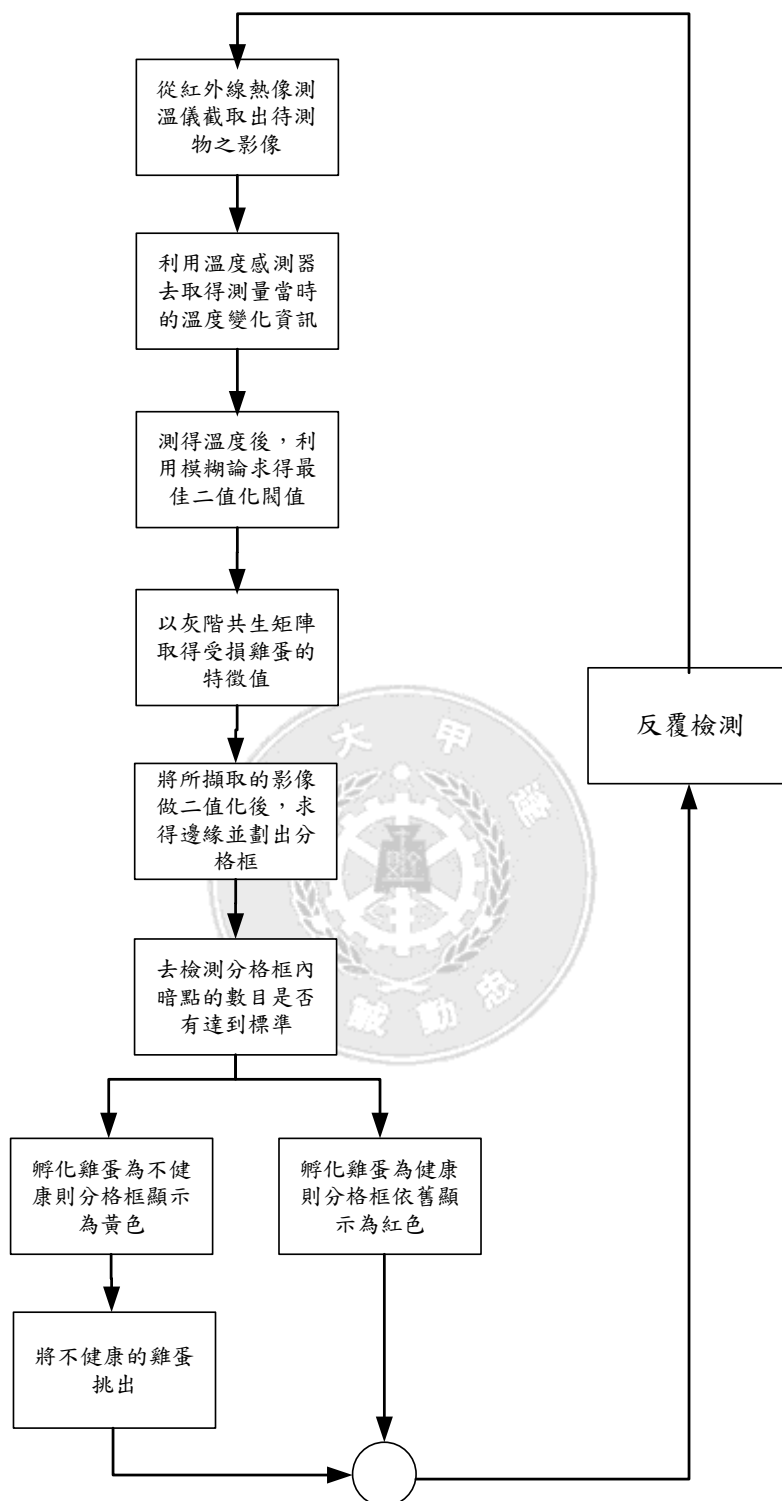 從紅外線熱像測
溫儀截取出待測
物之影像
利用溫度感測器
去取得測量當時
的溫度變化資訊
測得溫度後，利
用模糊論求得最
佳二值化閥值
以灰階共生矩陣
取得受損雞蛋的
特徵值
反覆檢測
將所擷取的影像
做二值化後，求
得邊緣並劃出分
格框
去檢測分格框內
暗點的數目是否
有達到標準
孵化雞蛋為不健
康則分格框顯示
為黃色
孵化雞蛋為健康
則分格框依舊顯
示為紅色
將不健康的雞蛋
挑出
大甲逢
誠勤忠